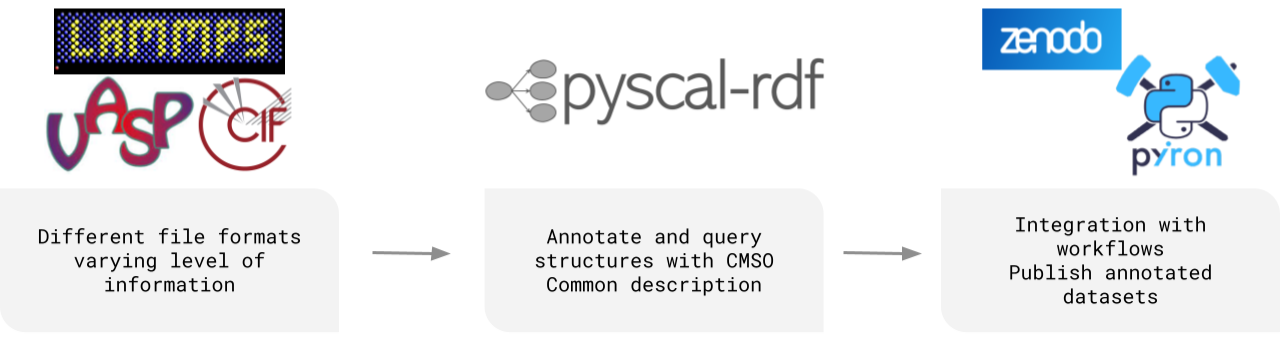 LAMMPS
VASP
CIF
Different file formats
varying level of
information
pyscal-rdf
Annotate and query
structures with CMSO
Common description
zenodo
pyiron
Integration with
workflows
Publish annotated
datasets